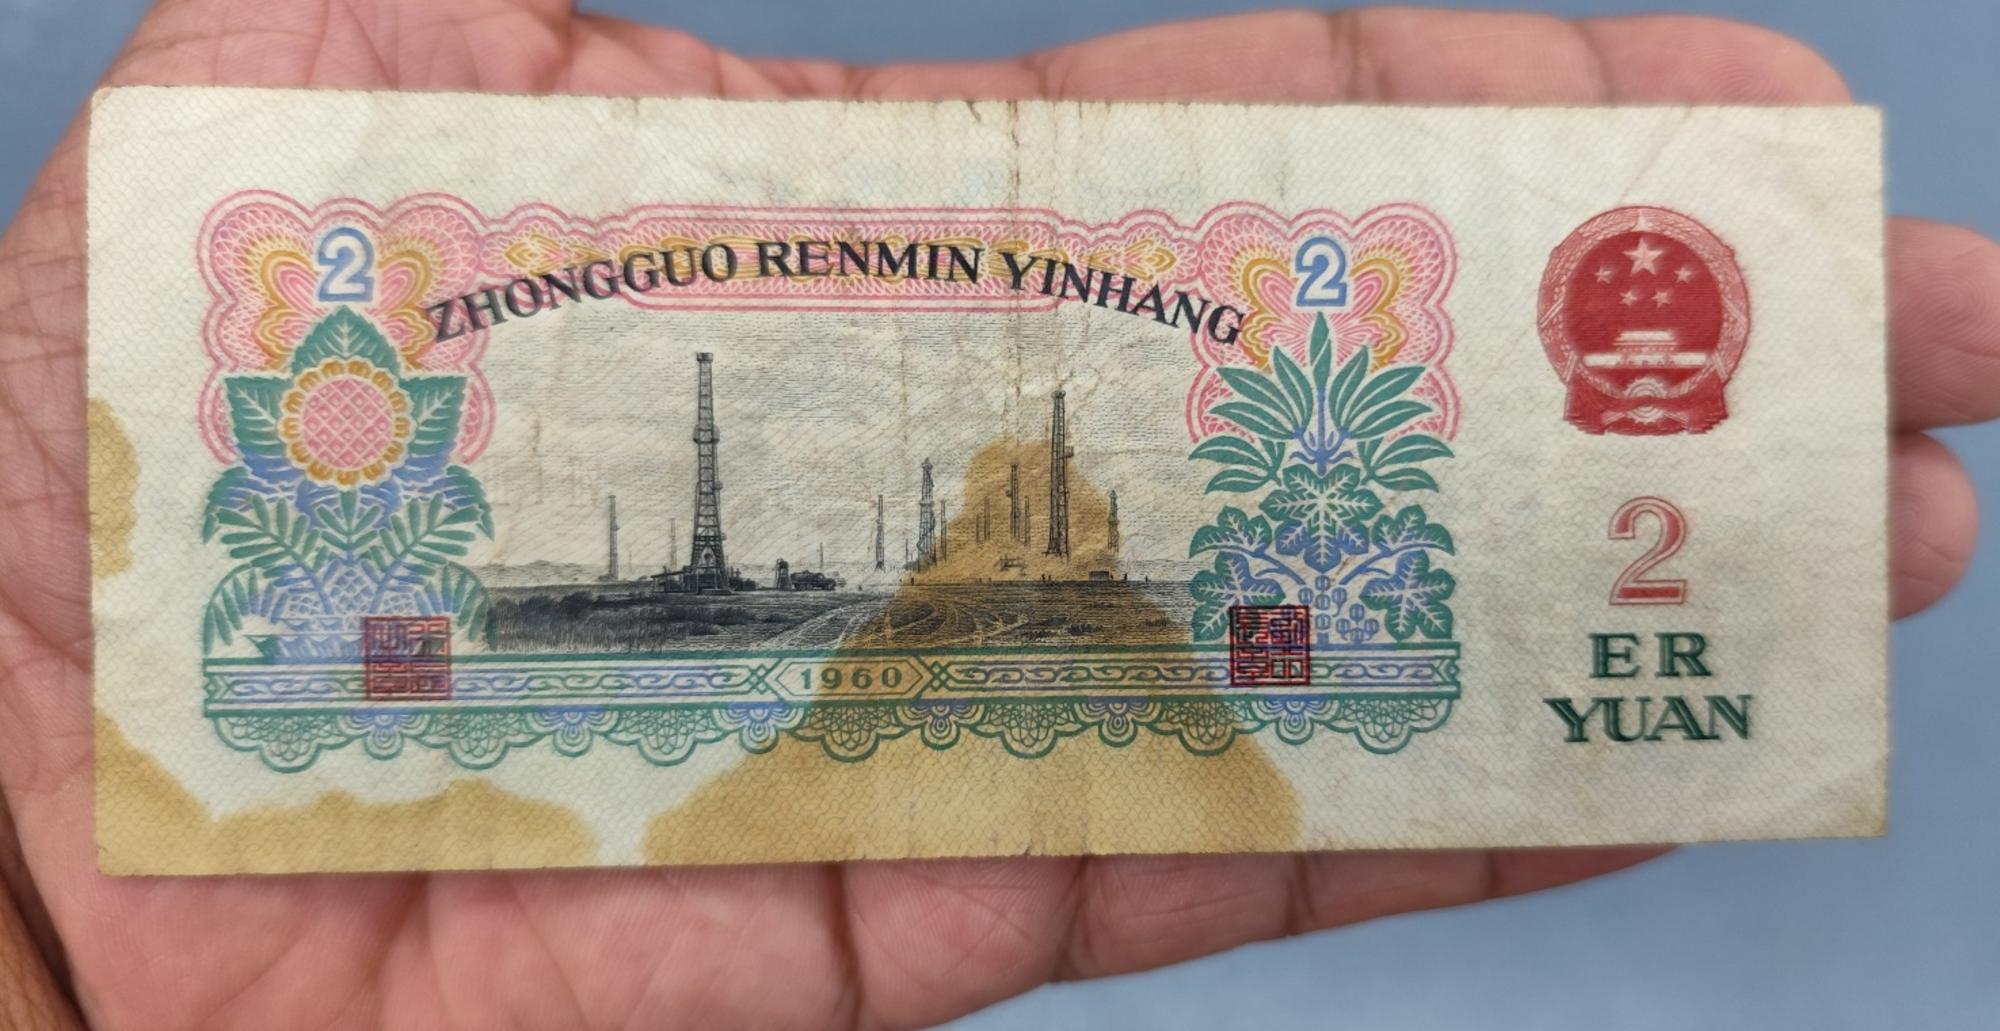 2
ZHONGGUO RENMIN YINHANG
2
1960
2
ER
YUAN